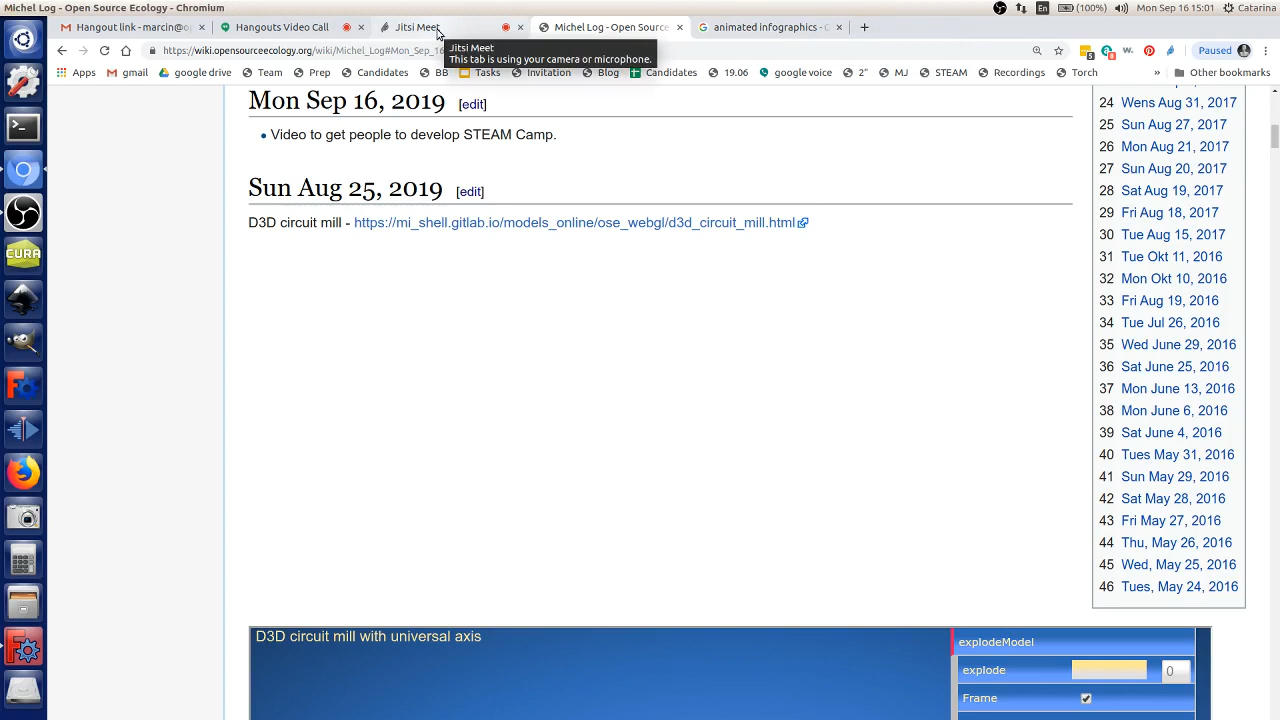 Michel Log - Open Source Ecology - Chromium
En
(100%)
Mon Sep 16 15:01
Catarina
Hangout link - marcin@o
Hangouts Video Call
Jitsi Meet
Michel Log - Open Source
animated infographics - G
https://wiki.opensourceecology.org/wiki/Michel_Log#Mon_Sep_16
Paused
Jitsi Meet
This tab is using your camera or microphone.
Apps
gmail
google drive
Team
Prep
Candidates
BB
Tasks
Invitation
Blog
Candidates
19.06
google voice
2"
MJ
STEAM
Recordings
Torch
»
Other bookmarks
Mon Sep 16, 2019 [edit]
Video to get people to develop STEAM Camp.
Sun Aug 25, 2019 [edit]
D3D circuit mill - https://mi_shell.gitlab.io/models_online/ose_webgl/d3d_circuit_mill.html
24 Wens Aug 31, 2017
25 Sun Aug 27, 2017
26 Mon Aug 21, 2017
27 Sun Aug 20, 2017
28 Sat Aug 19, 2017
29 Fri Aug 18, 2017
30 Tue Aug 15, 2017
31 Tue Okt 11, 2016
32 Mon Okt 10, 2016
33 Fri Aug 19, 2016
34 Tue Jul 26, 2016
35 Wed June 29, 2016
36 Sat June 25, 2016
37 Mon June 13, 2016
38 Mon June 6, 2016
39 Sat June 4, 2016
40 Tues May 31, 2016
41 Sun May 29, 2016
42 Sat May 28, 2016
43 Fri May 27, 2016
44 Thu, May 26, 2016
45 Wed, May 25, 2016
46 Tues, May 24, 2016
D3D circuit mill with universal axis
explodeModel
explode
0
Frame
CURA